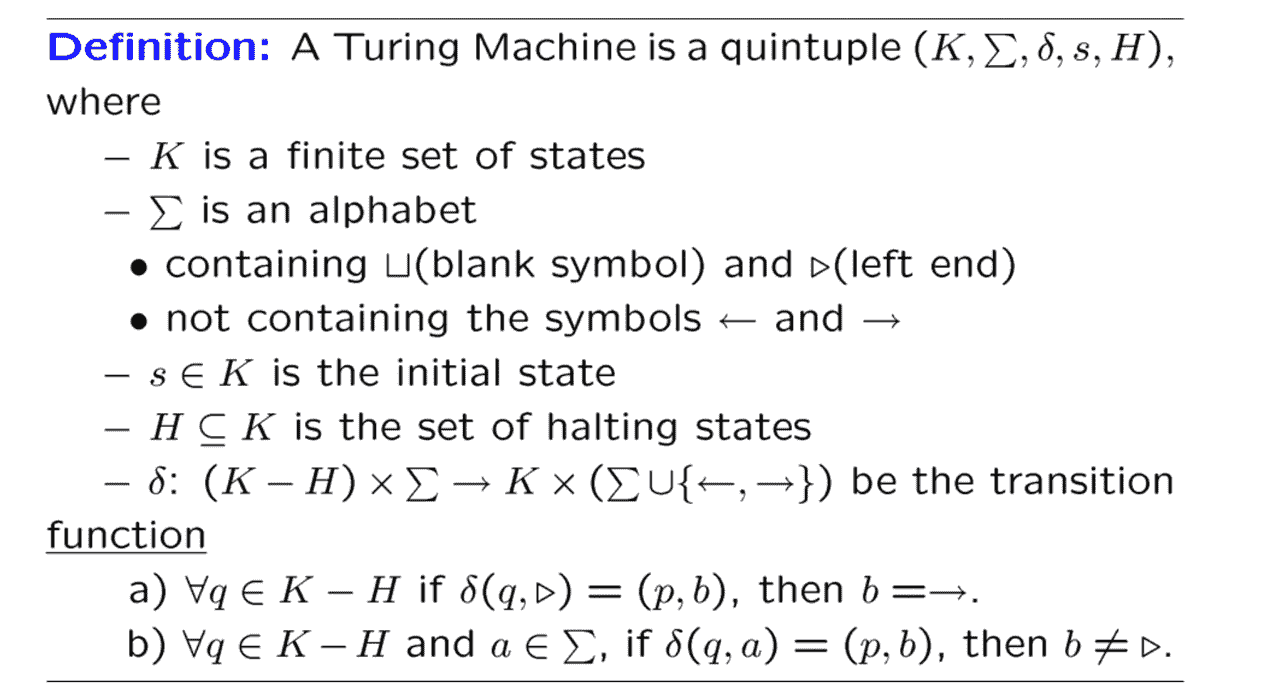 Definition: A Turing Machine is a quintuple (K, Σ, δ, s, H),
where
– K is a finite set of states
– Σ is an alphabet
• containing ⊔(blank symbol) and ▷(left end)
• not containing the symbols ← and →
– s ∈ K is the initial state
– H ⊆ K is the set of halting states
– δ: (K − H) × Σ → K × (Σ ∪{←, →}) be the transition
function
a) ∀q ∈ K − H if δ(q, ▷) = (p, b), then b =→.
b) ∀q ∈ K − H and a ∈ Σ, if δ(q, a) = (p, b), then b ≠ ▷.